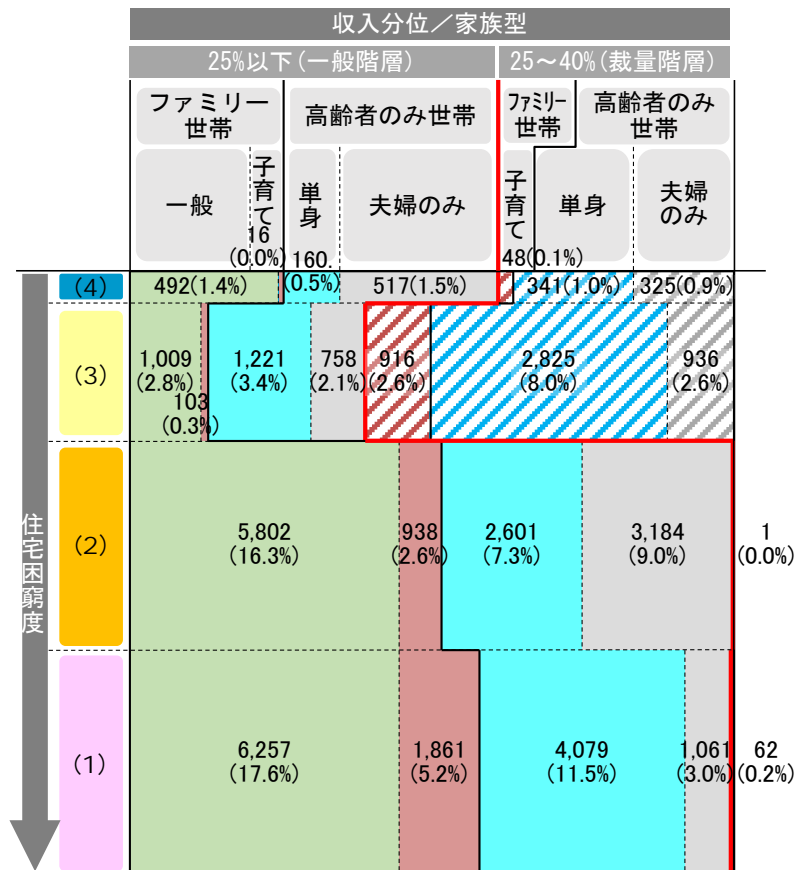 収入分位／家族型
25%以下(一般階層)
25～40%(裁量階層)
ファミリー
世帯
高齢者のみ世帯
ﾌｧﾐﾘｰ
世帯
高齢者のみ
世帯
一般
子育て
単身
夫婦のみ
子育て
単身
夫婦
のみ
16
(0.0%)
160.
(0.5%)
48(0.1%)
(4)
492(1.4%)
517(1.5%)
341(1.0%)
325(0.9%)
(3)
1,009
(2.8%)
103
(0.3%)
1,221
(3.4%)
758
(2.1%)
916
(2.6%)
2,825
(8.0%)
936
(2.6%)
住宅困窮度
(2)
5,802
(16.3%)
938
(2.6%)
2,601
(7.3%)
3,184
(9.0%)
1
(0.0%)
(1)
6,257
(17.6%)
1,861
(5.2%)
4,079
(11.5%)
1,061
(3.0%)
62
(0.2%)